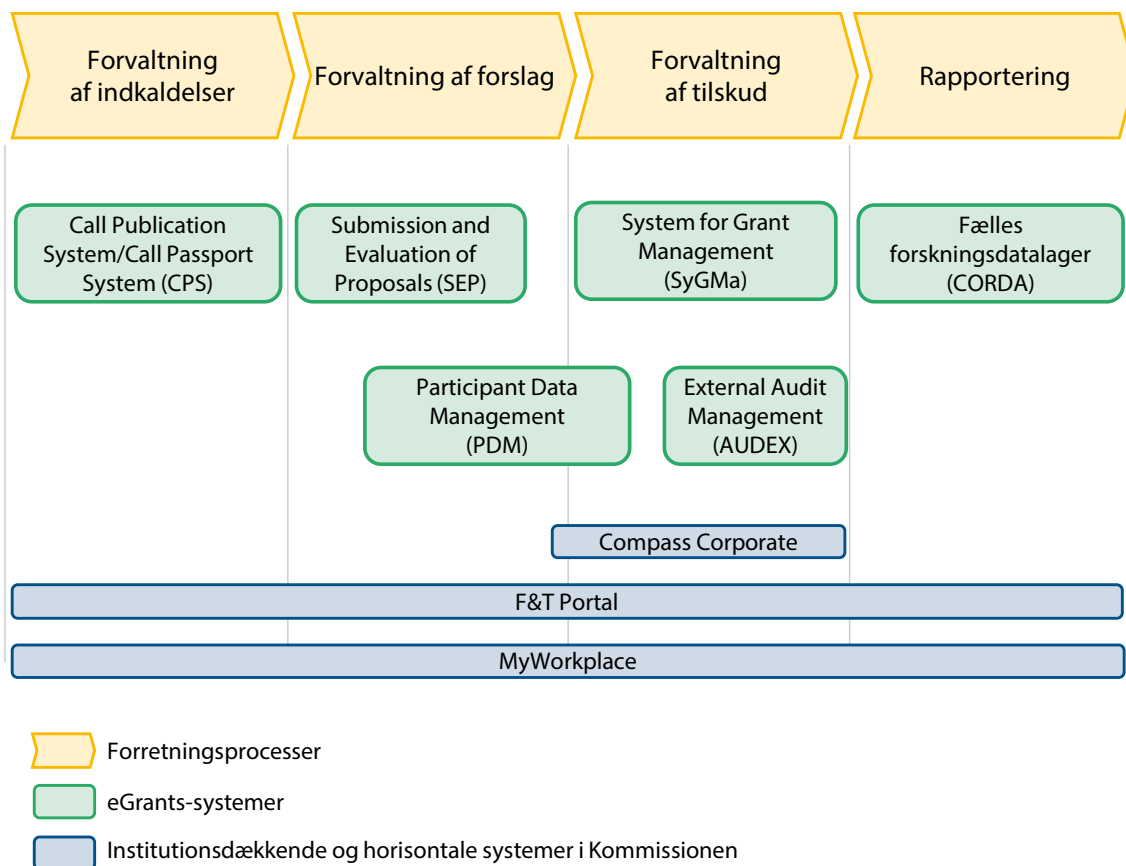 Forvaltning
af indkaldelser
Forvaltning af forslag
Forvaltning
af tilskud
Rapportering
Call Publication
System/Call Passport
System (CPS)
Submission and
Evaluation of
Proposals (SEP)
System for Grant
Management
(SyGMa)
Fælles
forskningsdatalager
(CORDA)
Participant Data
Management
(PDM)
External Audit
Management
(AUDEX)
Compass Corporate
F&T Portal
MyWorkplace
Forretningsprocesser
eGrants-systemer
Institutionsdækkende og horisontale systemer i Kommissionen